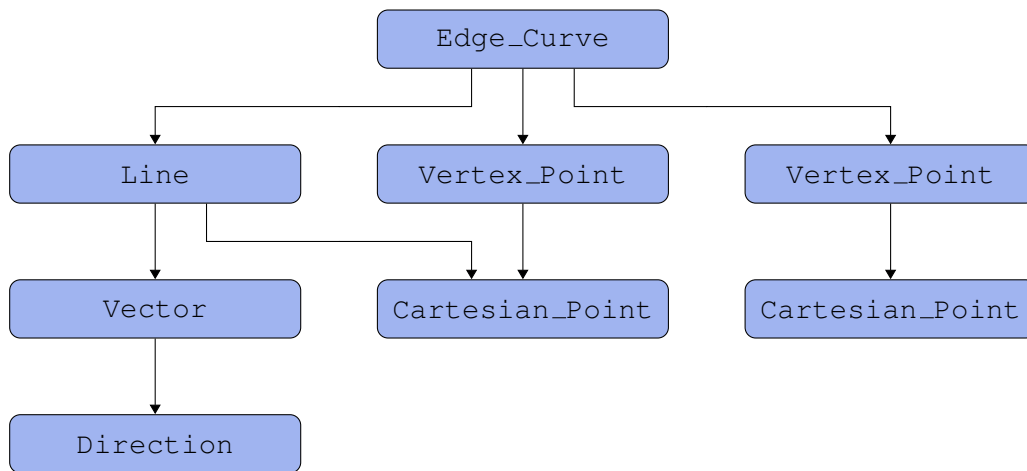 Edge_Curve
Line
Vertex_Point
Vertex_Point
Vector
Cartesian_Point
Cartesian_Point
Direction